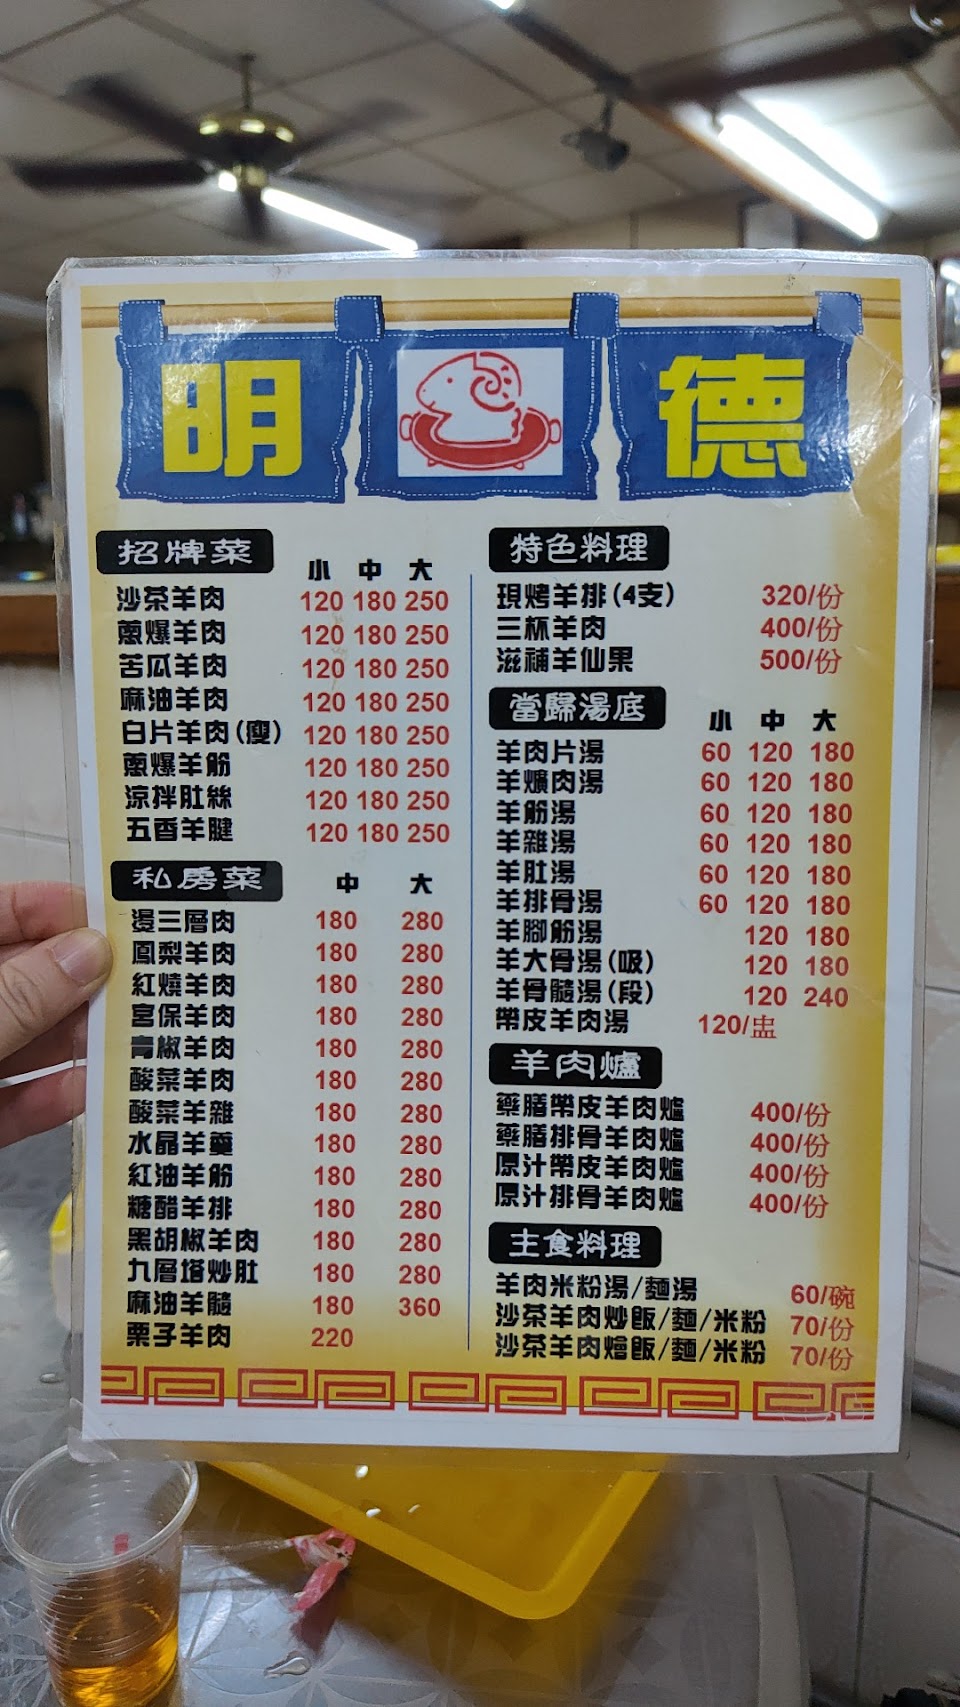 明德
招牌菜
小 中 大
沙茶羊肉 120 180 250
蔥爆羊肉 120 180 250
苦瓜羊肉 120 180 250
麻油羊肉 120 180 250
白片羊肉(瘦) 120 180 250
蔥爆羊筋 120 180 250
涼拌肚絲 120 180 250
五香羊腱 120 180 250
私房菜
中 大
燙三層肉 180 280
鳳梨羊肉 180 280
紅燒羊肉 180 280
宮保羊肉 180 280
青椒羊肉 180 280
酸菜羊肉 180 280
酸菜羊雜 180 280
水晶羊羹 180 280
紅油羊筋 180 280
糖醋羊排 180 280
黑胡椒羊肉 180 280
九層塔炒肚 180 280
麻油羊髓 180 360
栗子羊肉 220
特色料理
現烤羊排(4支) 320/份
三杯羊肉 400/份
滋補羊仙果 500/份
當歸湯底
小 中 大
羊肉片湯 60 120 180
羊爌肉湯 60 120 180
羊筋湯 60 120 180
羊雜湯 60 120 180
羊肚湯 60 120 180
羊排骨湯 60 120 180
羊腳筋湯 120 180
羊大骨湯(吸) 120 180
羊骨髓湯(段) 120 240
帶皮羊肉湯 120/盅
羊肉爐
藥膳帶皮羊肉爐 400/份
藥膳排骨羊肉爐 400/份
原汁帶皮羊肉爐 400/份
原汁排骨羊肉爐 400/份
主食料理
羊肉米粉湯/麵湯 60/碗
沙茶羊肉炒飯/麵/米粉 70/份
沙茶羊肉燴飯/麵/米粉 70/份